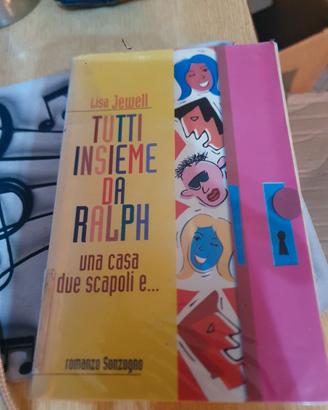 Lisa Jewell
TUTTI
INSIEME
DA
RALPH
una casa
due scapoli e...
romanzo Sonzogno